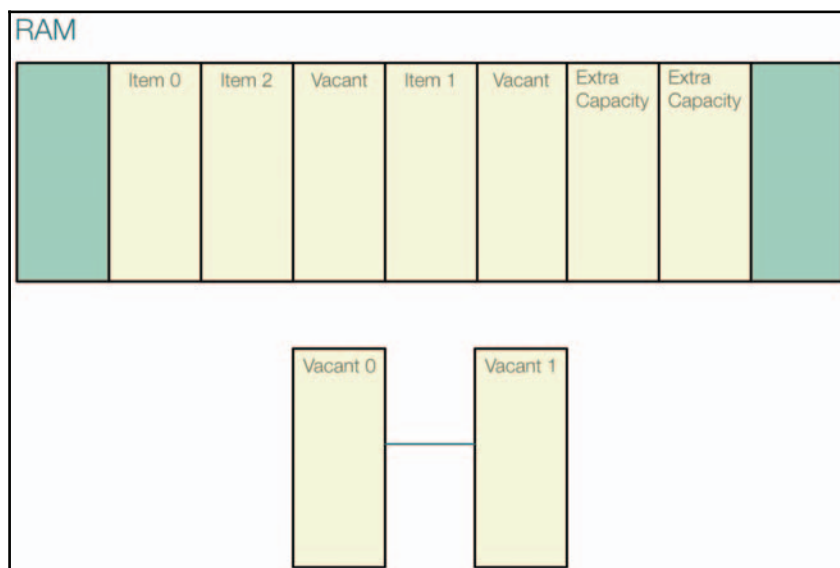 RAM
Item 0
Item 2
Vacant
Item 1
Vacant
Extra
Capacity
Extra
Capacity
Vacant 0
Vacant 1